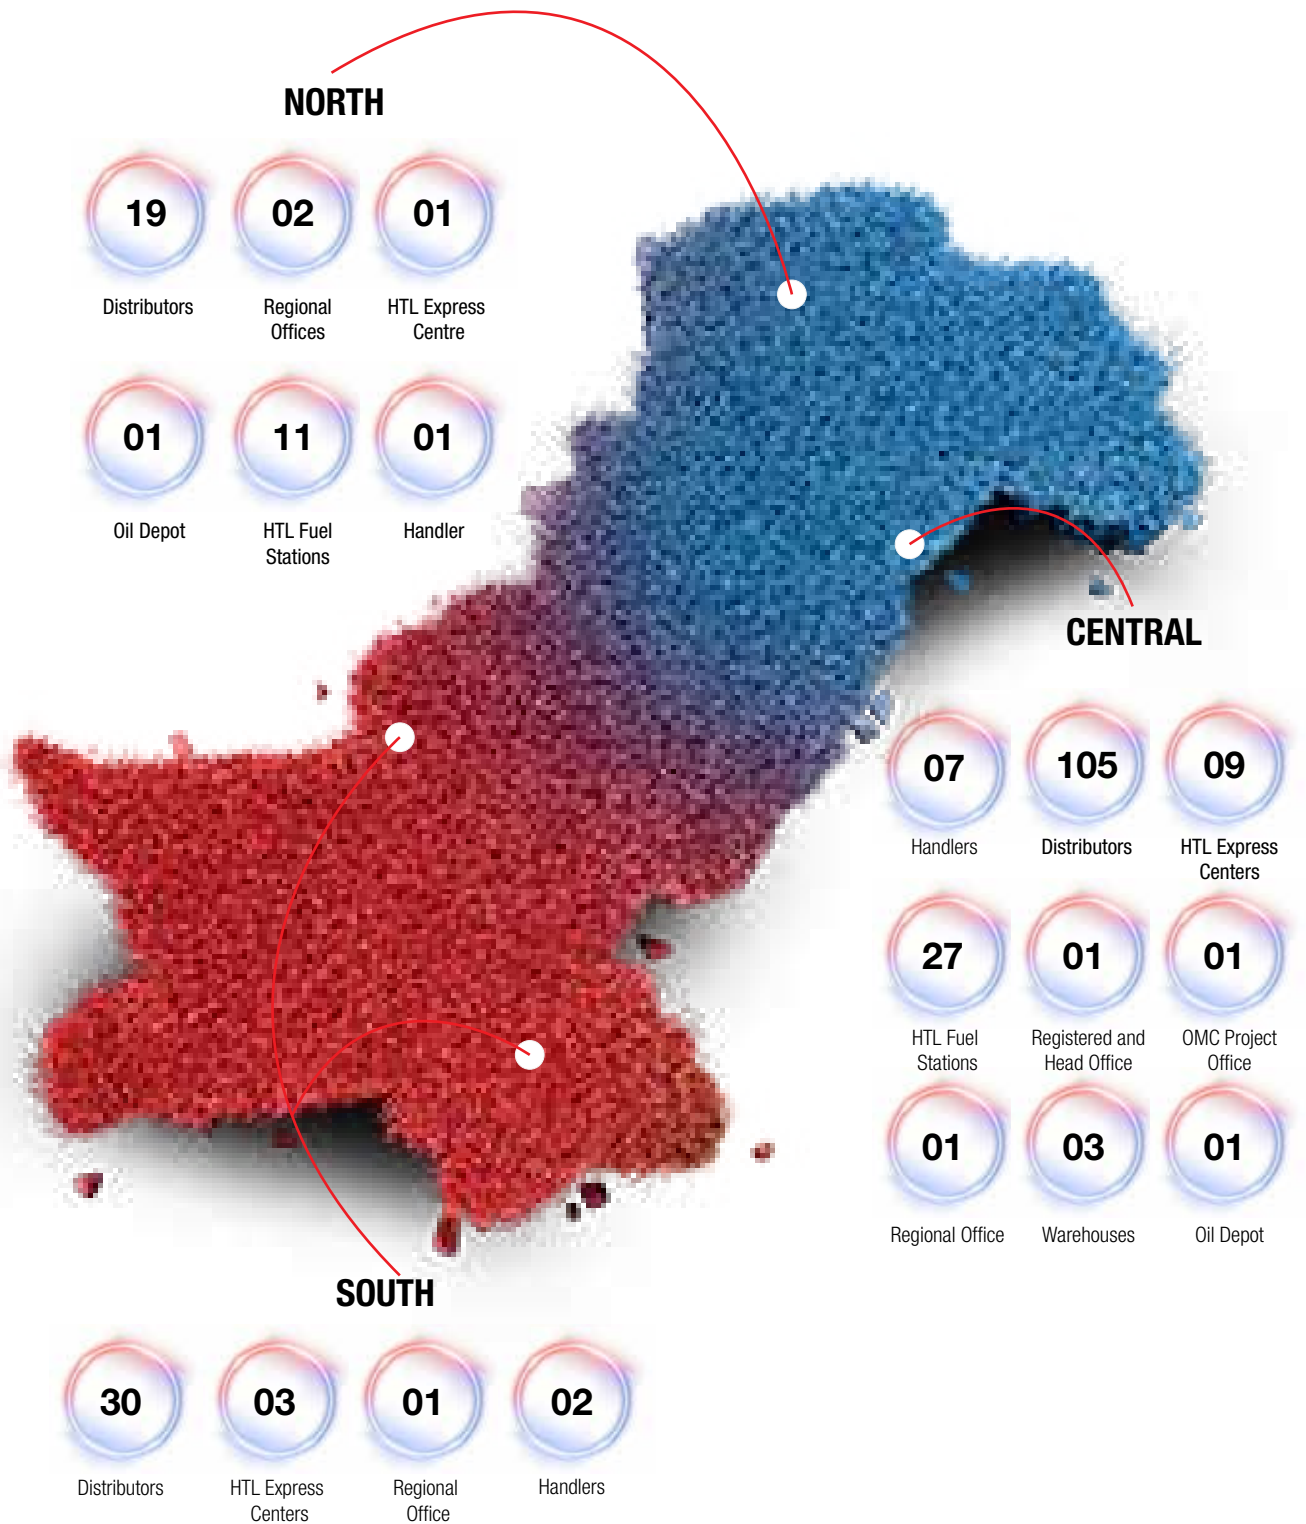 NORTH
19
02
01
Distributors
Regional
Offices
HTL Express
Centre
01
11
01
Oil Depot
HTL Fuel
Stations
Handler
CENTRAL
07
105
09
Handlers
Distributors
HTL Express
Centers
27
01
01
HTL Fuel
Stations
Registered and
Head Office
OMC Project
Office
01
03
01
Regional Office
Warehouses
Oil Depot
SOUTH
30
03
01
02
Distributors
HTL Express
Centers
Regional
Office
Handlers